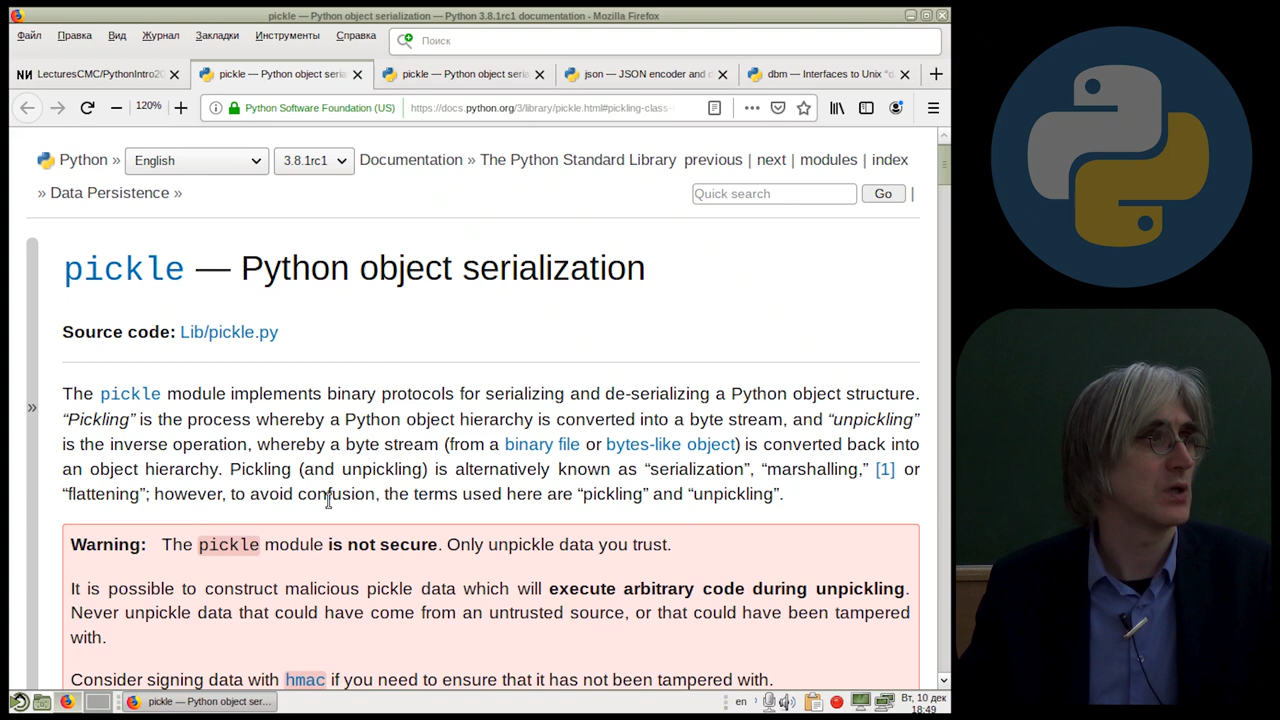 pickle — Python object serialization — Python 3.8.1rc1 documentation - Mozilla Firefox
Файл Правка Вид Журнал Закладки Инструменты Справка Поиск
LecturesCMC/PythonIntro20 pickle — Python object seria pickle — Python object seria json — JSON encoder and d dbm — Interfaces to Unix “d
120% Python Software Foundation (US) https://docs.python.org/3/library/pickle.html#pickling-class-
Python » English 3.8.1rc1 Documentation » The Python Standard Library previous | next | modules | index
» Data Persistence » Quick search Go |
pickle — Python object serialization
Source code: Lib/pickle.py
The pickle module implements binary protocols for serializing and de-serializing a Python object structure.
“Pickling” is the process whereby a Python object hierarchy is converted into a byte stream, and “unpickling”
is the inverse operation, whereby a byte stream (from a binary file or bytes-like object) is converted back into
» an object hierarchy. Pickling (and unpickling) is alternatively known as “serialization”, “marshalling,” [1] or
“flattening”; however, to avoid confusion, the terms used here are “pickling” and “unpickling”.
Warning: The pickle module is not secure. Only unpickle data you trust.
It is possible to construct malicious pickle data which will execute arbitrary code during unpickling.
Never unpickle data that could have come from an untrusted source, or that could have been tampered
with.
Consider signing data with hmac if you need to ensure that it has not been tampered with.
pickle — Python object ser... en Вт, 10 дек
18:49